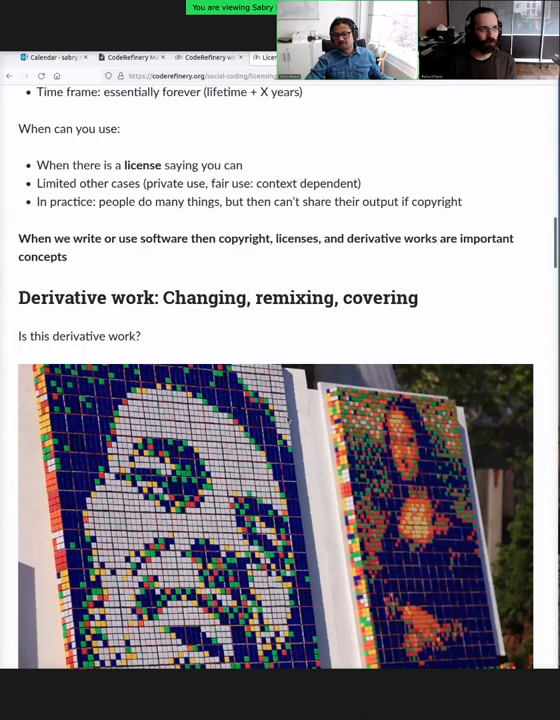 You are viewing Sabry
Calendar - sabry.
CodeRefinery Ma
CodeRefinery wo
Licen
https://coderefinery.org/social-coding/licensing
Time frame: essentially forever (lifetime + X years)
When can you use:
When there is a license saying you can
Limited other cases (private use, fair use: context dependent)
In practice: people do many things, but then can't share their output if copyright
When we write or use software then copyright, licenses, and derivative works are important
concepts
Derivative work: Changing, remixing, covering
Is this derivative work?